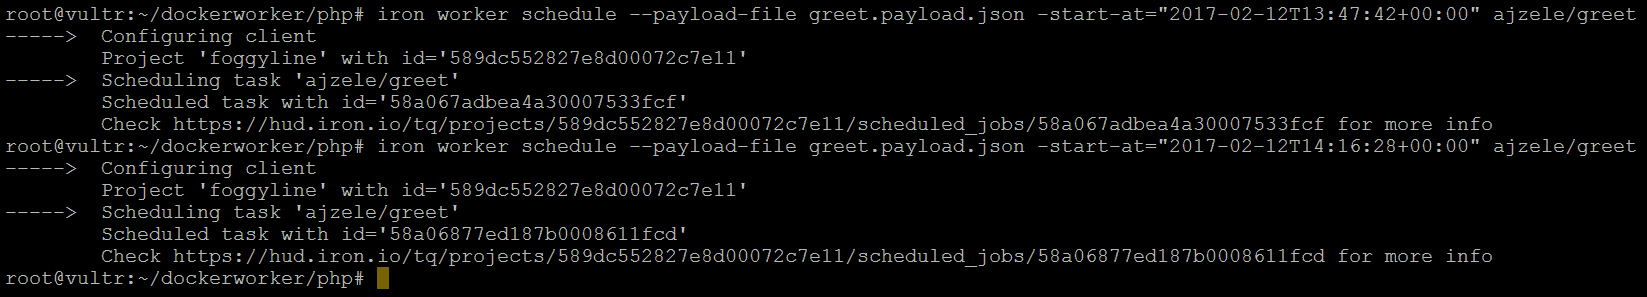 root@vultr:~/dockerworker/php# iron worker schedule --payload-file greet.payload.json -start-at="2017-02-12T13:47:42+00:00" ajzele/greet
-----> Configuring client
Project 'foggyline' with id='589dc552827e8d00072c7e11'
-----> Scheduling task 'ajzele/greet'
Scheduled task with id='58a067adbea4a30007533fcf'
Check https://hud.iron.io/tq/projects/589dc552827e8d00072c7e11/scheduled_jobs/58a067adbea4a30007533fcf for more info
root@vultr:~/dockerworker/php# iron worker schedule --payload-file greet.payload.json -start-at="2017-02-12T14:16:28+00:00" ajzele/greet
-----> Configuring client
Project 'foggyline' with id='589dc552827e8d00072c7e11'
-----> Scheduling task 'ajzele/greet'
Scheduled task with id='58a06877ed187b0008611fcd'
Check https://hud.iron.io/tq/projects/589dc552827e8d00072c7e11/scheduled_jobs/58a06877ed187b0008611fcd for more info
root@vultr:~/dockerworker/php#